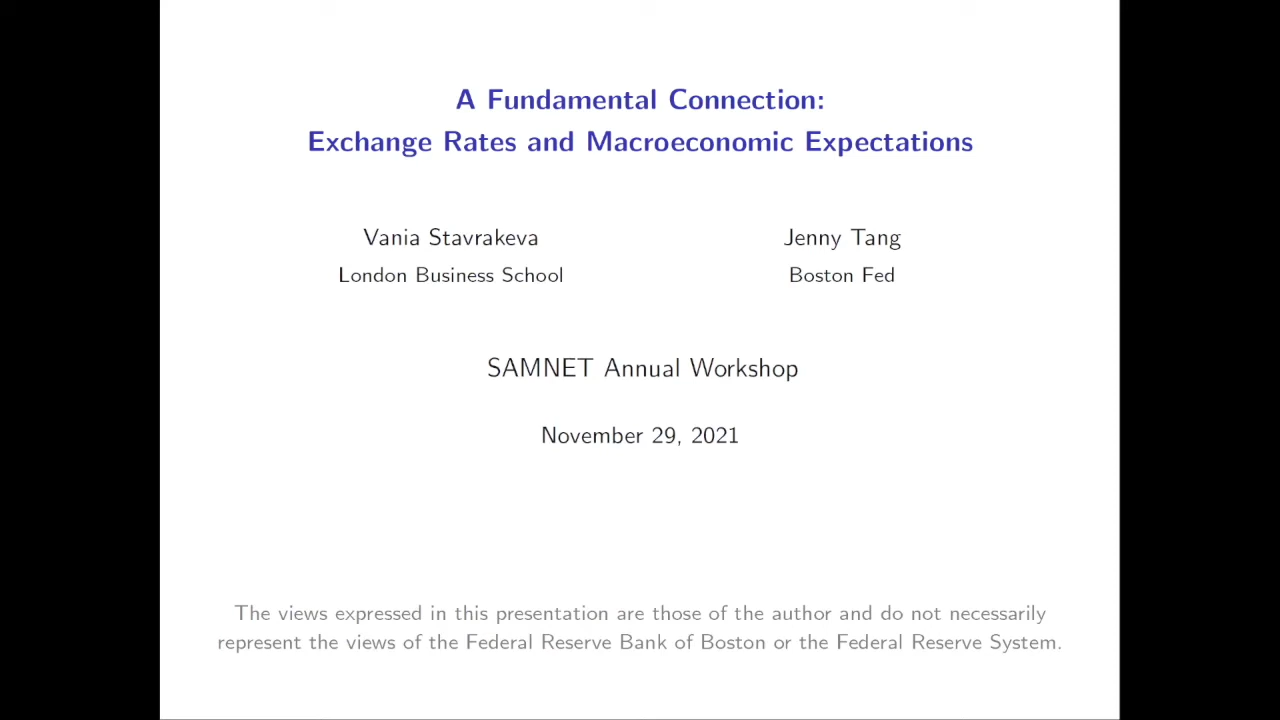 A Fundamental Connection:
Exchange Rates and Macroeconomic Expectations
Vania Stavrakeva
London Business School
Jenny Tang
Boston Fed
SAMNET Annual Workshop
November 29, 2021
The views expressed in this presentation are those of the author and do not necessarily
represent the views of the Federal Reserve Bank of Boston or the Federal Reserve System.